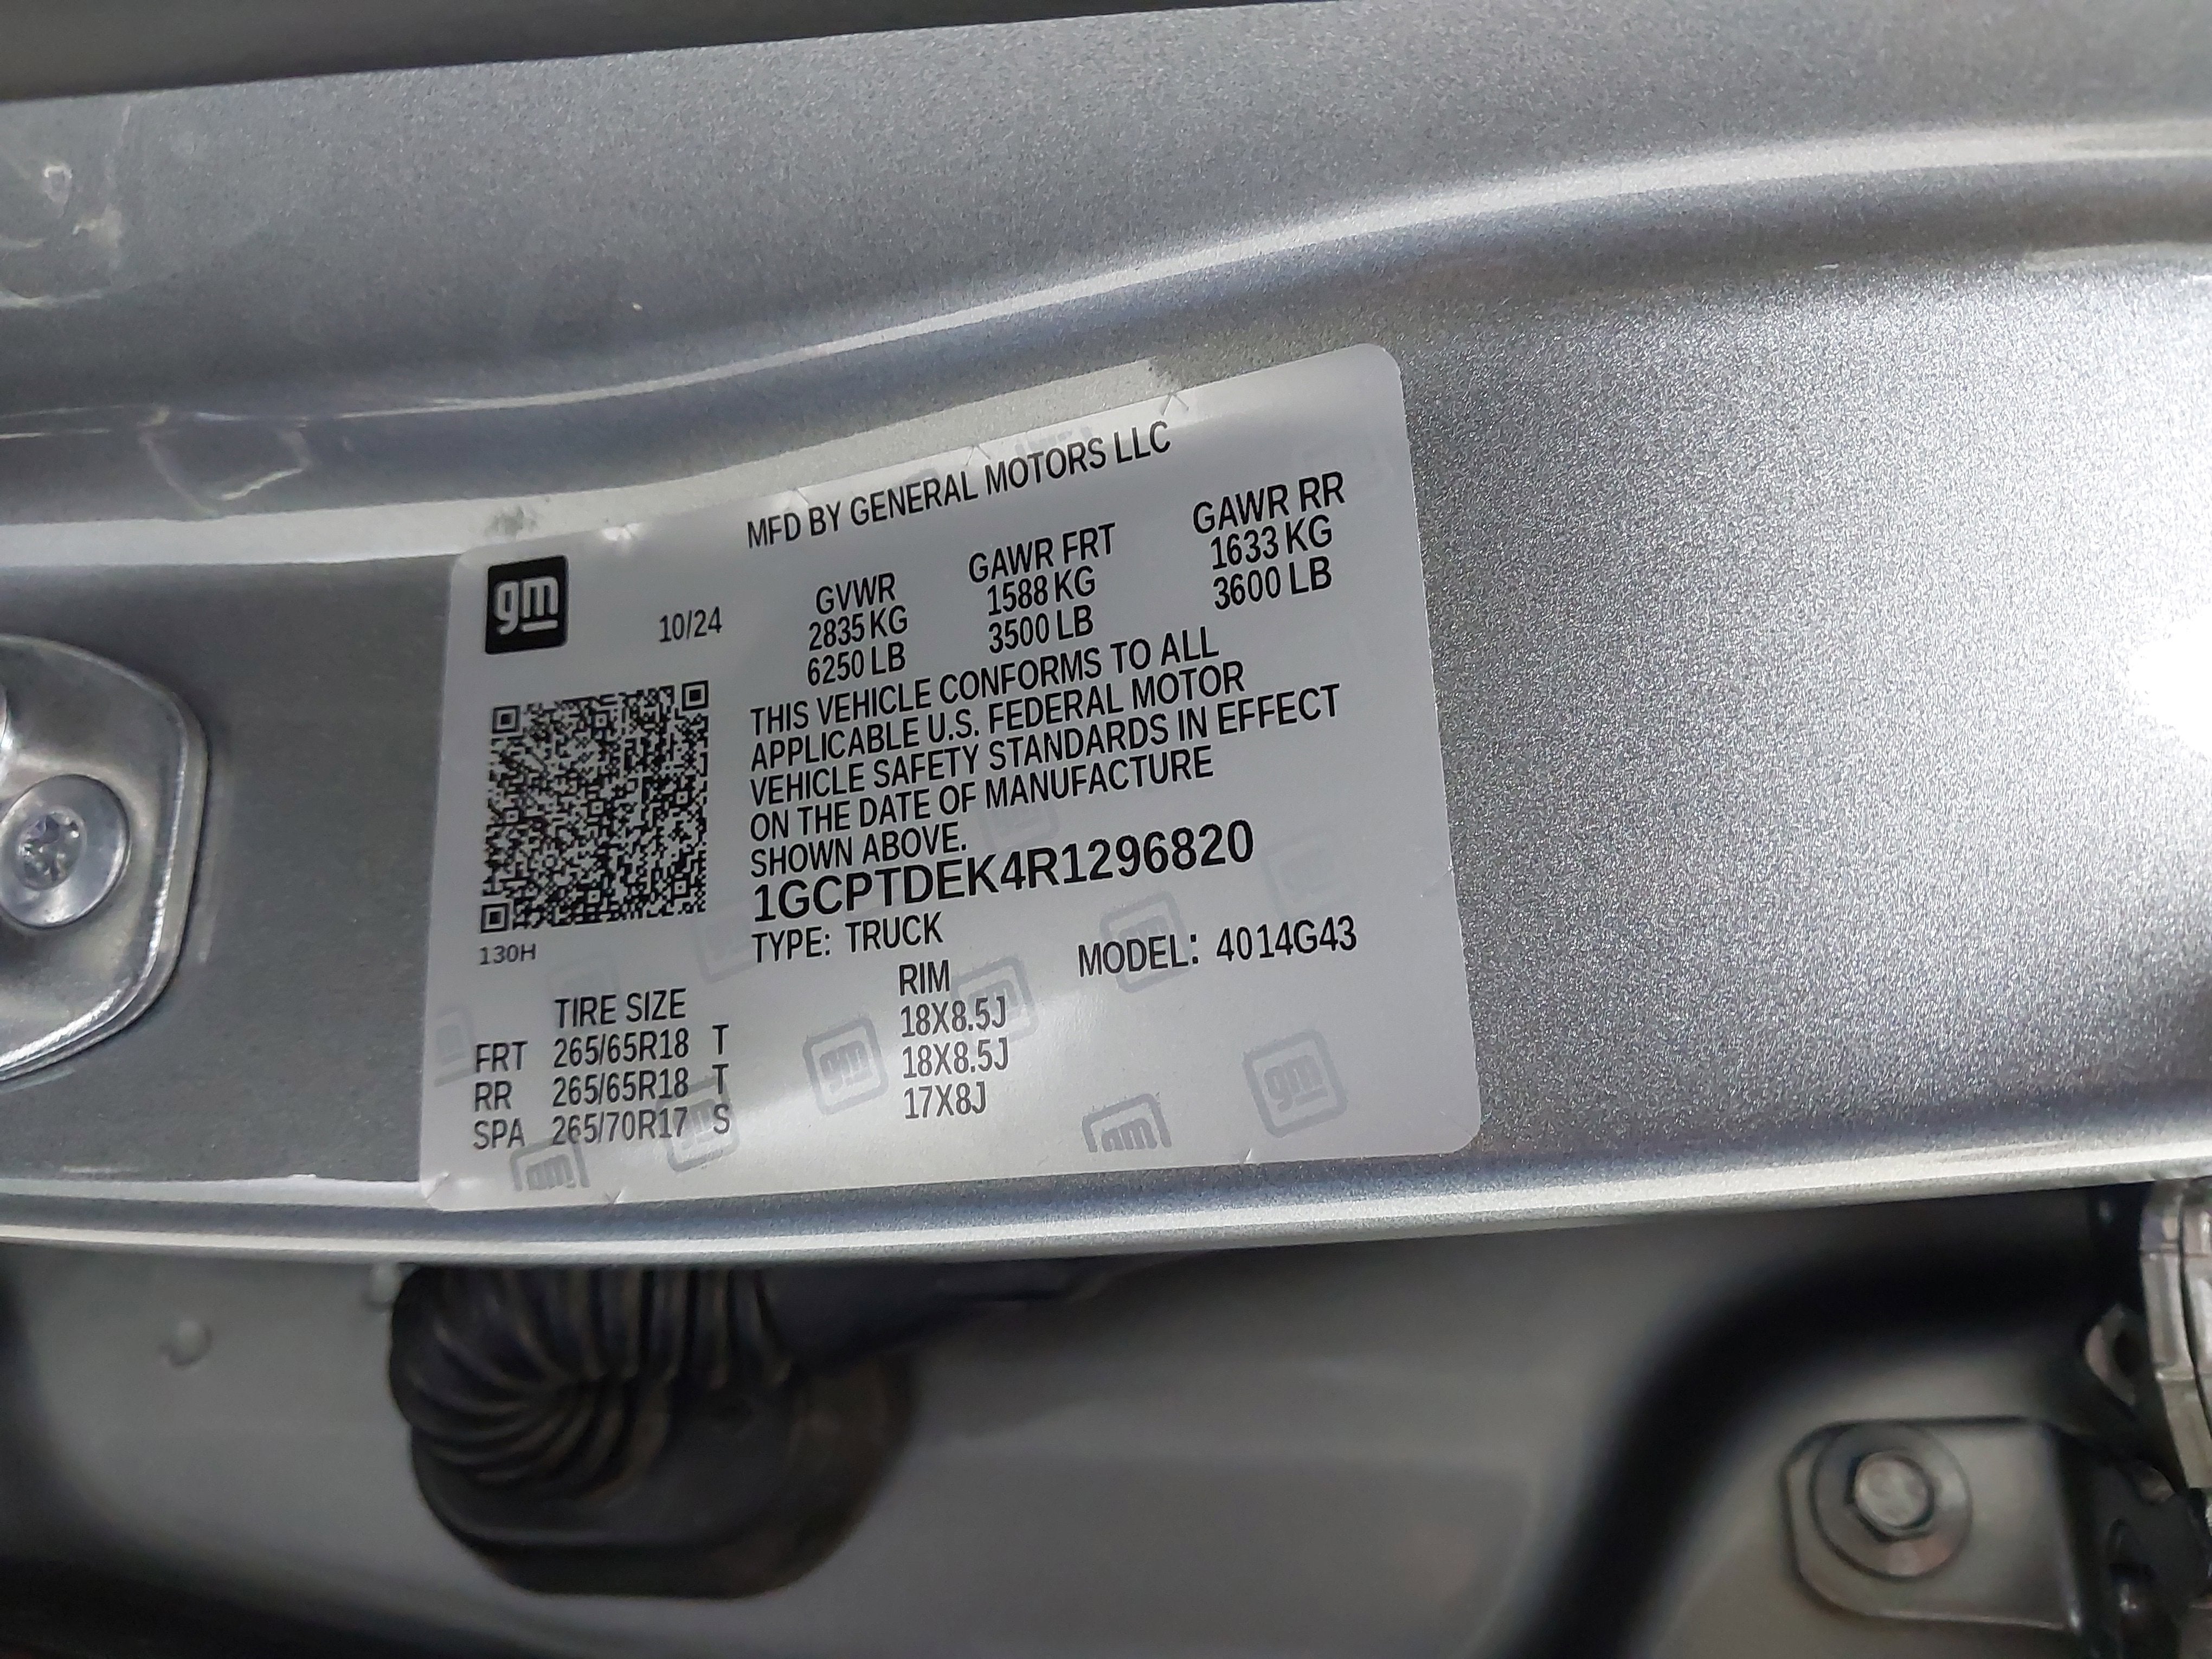 MFD BY GENERAL MOTORS LLC
gm
10/24
GVWR GAWR FRT GAWR RR
2835 KG 1588 KG 1633 KG
6250 LB 3500 LB 3600 LB
THIS VEHICLE CONFORMS TO ALL
APPLICABLE U.S. FEDERAL MOTOR
VEHICLE SAFETY STANDARDS IN EFFECT
ON THE DATE OF MANUFACTURE
SHOWN ABOVE.
1GCPTDEK4R1296820
130H
TYPE: TRUCK MODEL: 4014G43
TIRE SIZE RIM
FRT 265/65R18 T 18X8.5J
RR 265/65R18 T 18X8.5J
SPA 265/70R17 S 17X8J